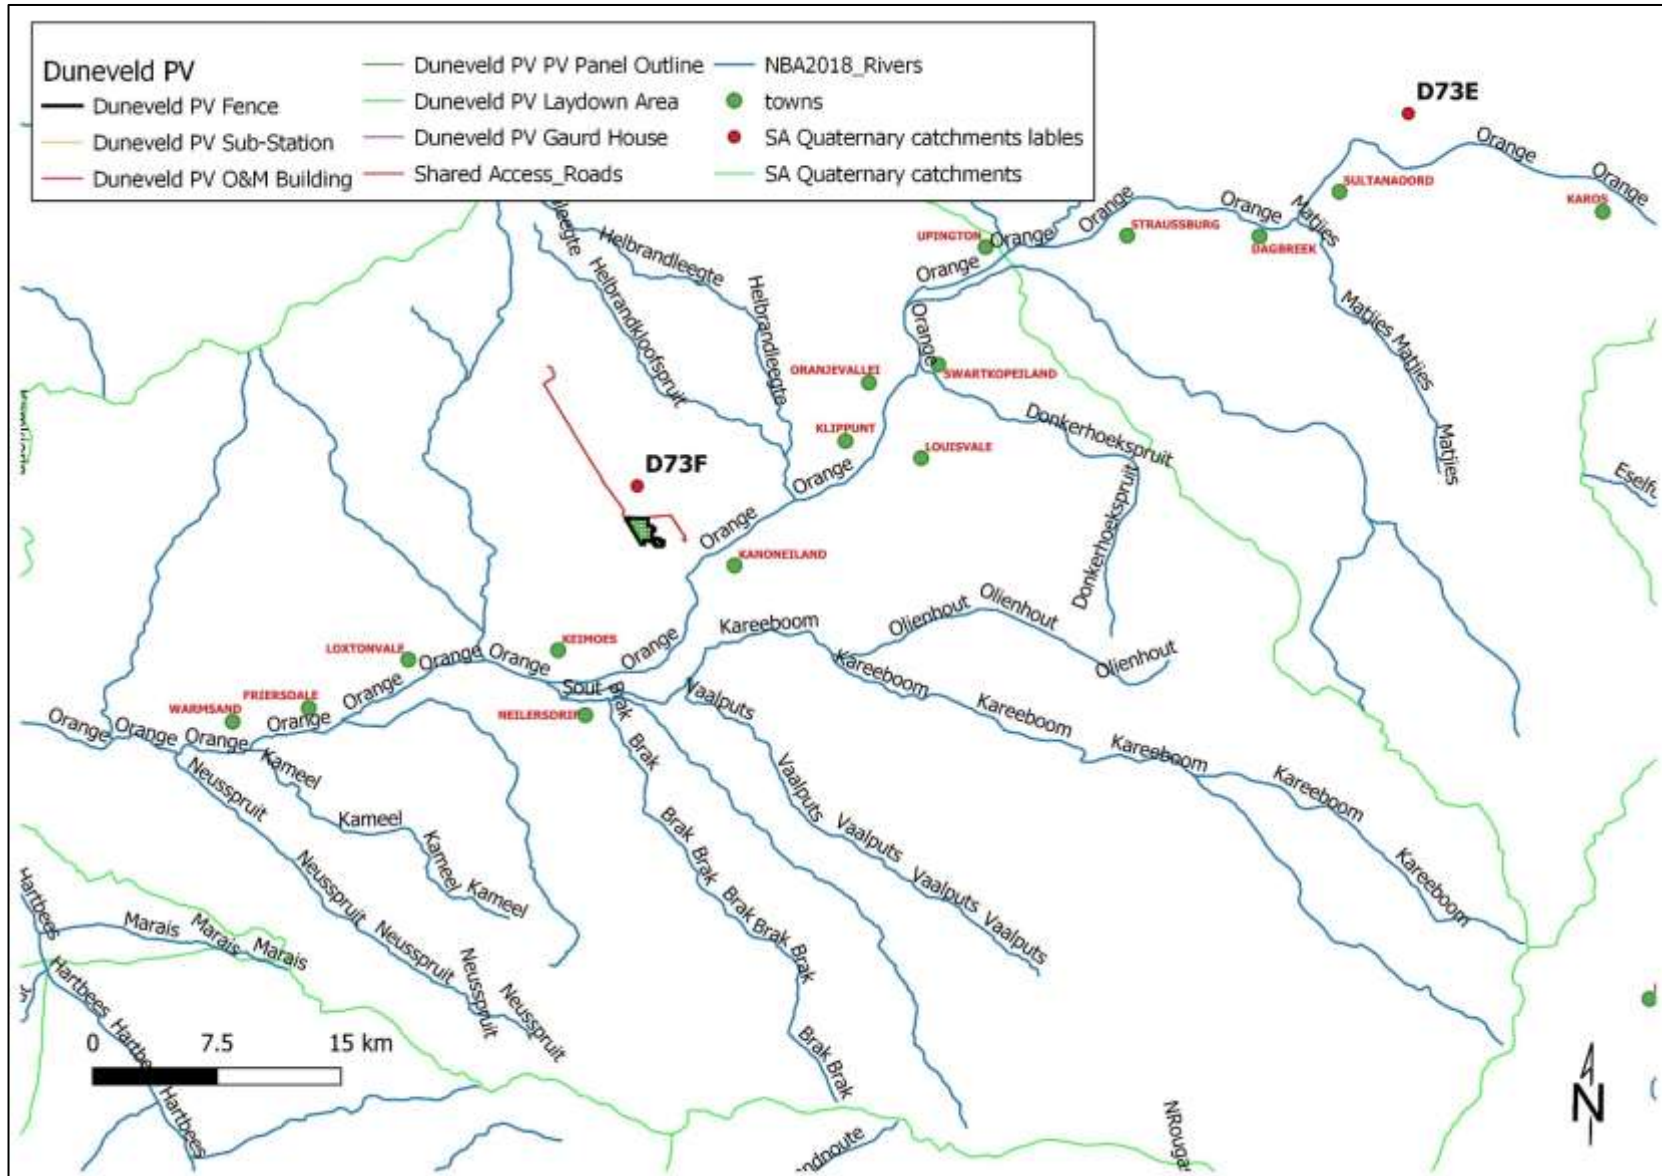 Duneveld PV
Duneveld PV Fence
Duneveld PV Sub-Station
Duneveld PV O&M Building
Duneveld PV PV Panel Outline
Duneveld PV Laydown Area
Duneveld PV Gaurd House
Shared Access_Roads
NBA2018_Rivers
towns
SA Quaternary catchments lables
SA Quaternary catchments
D73E
Orange
Orange
SULTANAOORD
KAROS
Orange
Matjies
Orange
STRAUSSBURG
DAGBREEK
UPINGTON
Orange
Orange
Helbrandleegte
Helbrandkloofspruit
Helbrandleegte
Orange
Matjies
Matjies
Matjies
ORANJEVALLEI
SWARTKOPEILAND
KLIPPUNT
LOUISVALE
Donkerhoekspruit
Donkerhoekspruit
D73F
Orange
Orange
KANONEILAND
Olienhout
Olienhout
Olienhout
Kareeboom
Kareeboom
Kareeboom
Kareeboom
Kareeboom
Kareeboom
KEIMOES
LOXTONVALE
Orange
Orange
Orange
Orange
FRIERSDALE
WARMSAND
Orange
Orange
Orange
Orange
Sout
Brak
Vaalputs
Brak
Vaalputs
Vaalputs
Vaalputs
Vaalputs
Brak
Brak
Brak
Brak
Brak
Brak
Brak
Kameel
Kameel
Kameel
Kameel
Neusspruit
Neusspruit
Neusspruit
Neusspruit
Neusspruit
Hartbees
Marais
Marais
Marais
Hartbees
Hartbees
0 7.5 15 km
N